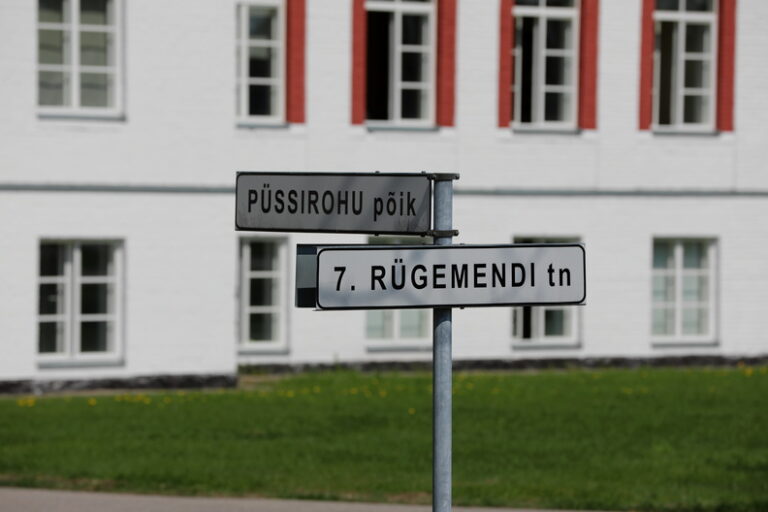 PÜSSIROHU põik
7. RÜGEMENDI tn